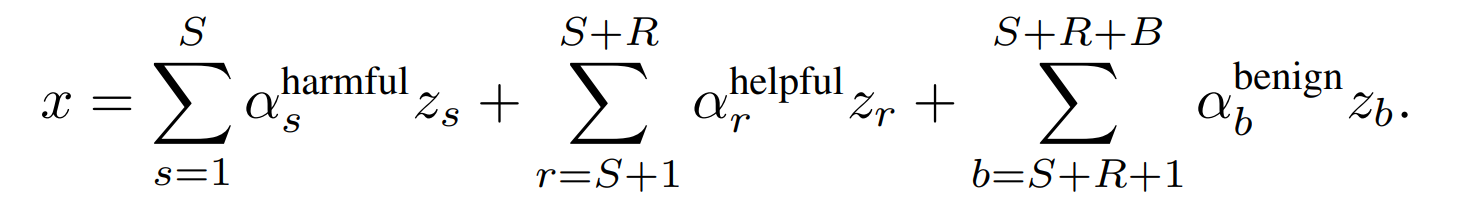 x = \sum_{s=1}^{S} \alpha_s^{\text{harmful}} z_s + \sum_{r=S+1}^{S+R} \alpha_r^{\text{helpful}} z_r + \sum_{b=S+R+1}^{S+R+B} \alpha_b^{\text{benign}} z_b.